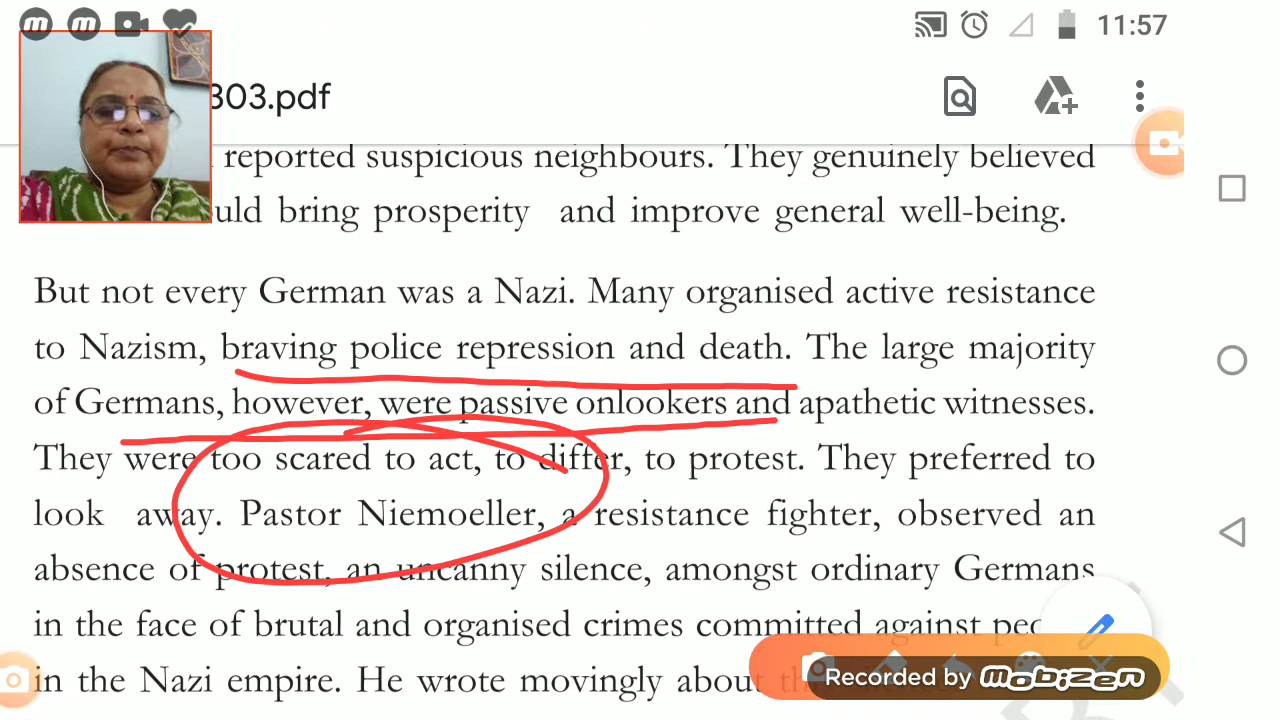 11:57
303.pdf
reported suspicious neighbours. They genuinely believed
uld bring prosperity and improve general well-being.
But not every German was a Nazi. Many organised active resistance
to Nazism, braving police repression and death. The large majority
of Germans, however, were passive onlookers and apathetic witnesses.
They were too scared to act, to differ, to protest. They preferred to
look away. Pastor Niemoeller, a resistance fighter, observed an
absence of protest, an uncanny silence, amongst ordinary Germans
in the face of brutal and organised crimes committed against
in the Nazi empire. He wrote movingly about
Recorded by mobizen